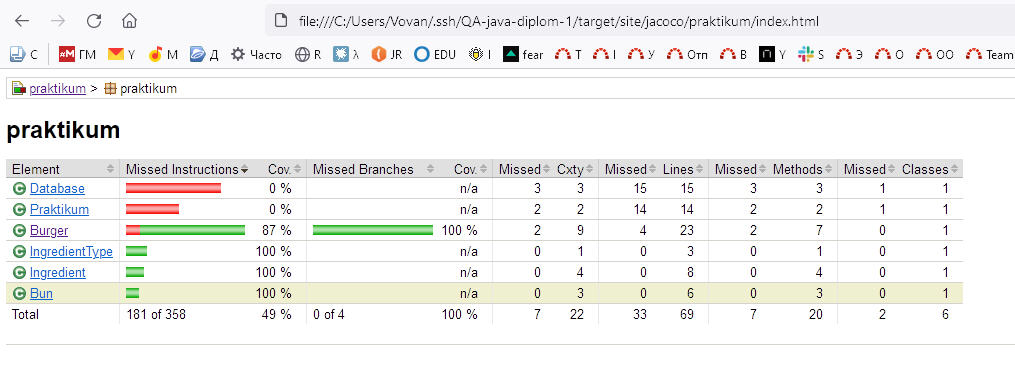 file:///C:/Users/Vovan/.ssh/QA-java-diplom-1/target/site/jacoco/praktikum/index.html
С ГМ Y М Д Часто R λ JR EDU I fear Т І У Отп В Y S Э О ОО Team
praktikum > praktikum
praktikum
Element Missed Instructions Cov. Missed Branches Cov. Missed Cxty Missed Lines Missed Methods Missed Classes
Database 0 % n/a 3 3 15 15 3 3 1 1
Praktikum 0 % n/a 2 2 14 14 2 2 1 1
Burger 87 % 100 % 2 9 4 23 2 7 0 1
IngredientType 100 % n/a 0 1 0 3 0 1 0 1
Ingredient 100 % n/a 0 4 0 8 0 4 0 1
Bun 100 % n/a 0 3 0 6 0 3 0 1
Total 181 of 358 49 % 0 of 4 100 % 7 22 33 69 7 20 2 6